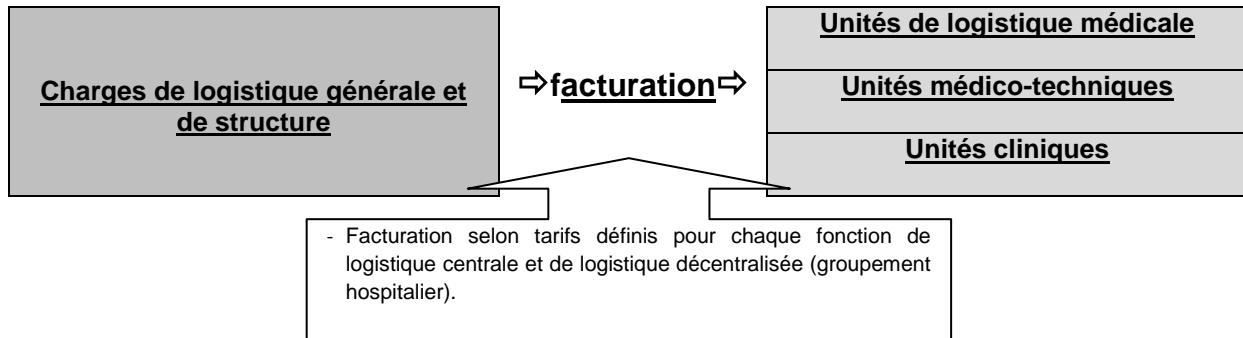 Charges de logistique générale et
de structure
⇨facturation⇨
Unités de logistique médicale
Unités médico-techniques
Unités cliniques
- Facturation selon tarifs définis pour chaque fonction de
logistique centrale et de logistique décentralisée (groupement
hospitalier).